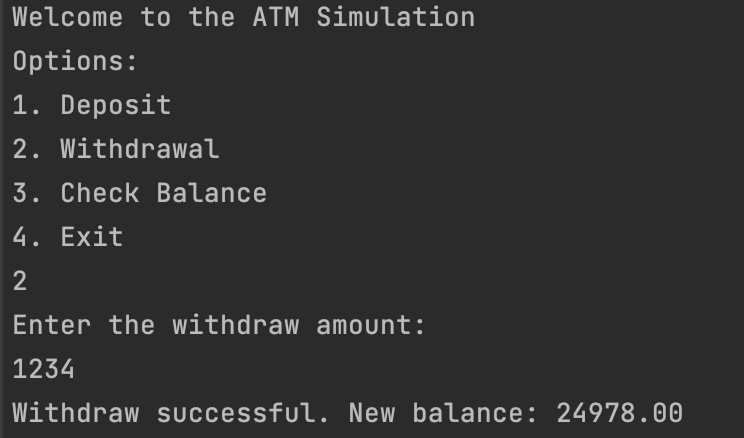 Welcome to the ATM Simulation
Options:
1. Deposit
2. Withdrawal
3. Check Balance
4. Exit
2
Enter the withdraw amount:
1234
Withdraw successful. New balance: 24978.00